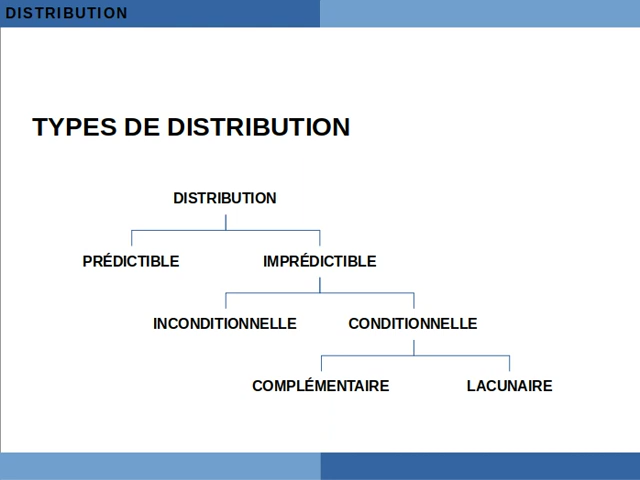 DISTRIBUTION
TYPES DE DISTRIBUTION
DISTRIBUTION
PRÉDICTIBLE IMPRÉDICTIBLE
INCONDITIONNELLE CONDITIONNELLE
COMPLÉMENTAIRE LACUNAIRE